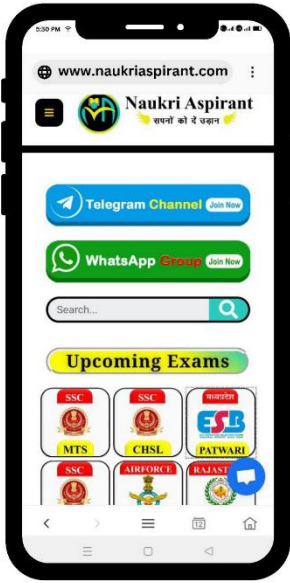 5:30 PM
www.naukriaspirant.com
Naukri Aspirant
सपनों को दें उड़ान
Telegram Channel Join Now
WhatsApp Group Join Now
Search...
Upcoming Exams
SSC
MTS
SSC
CHSL
मध्यप्रदेश
ESB
PATWARI
SSC
AIRFORCE
RAJAST
12